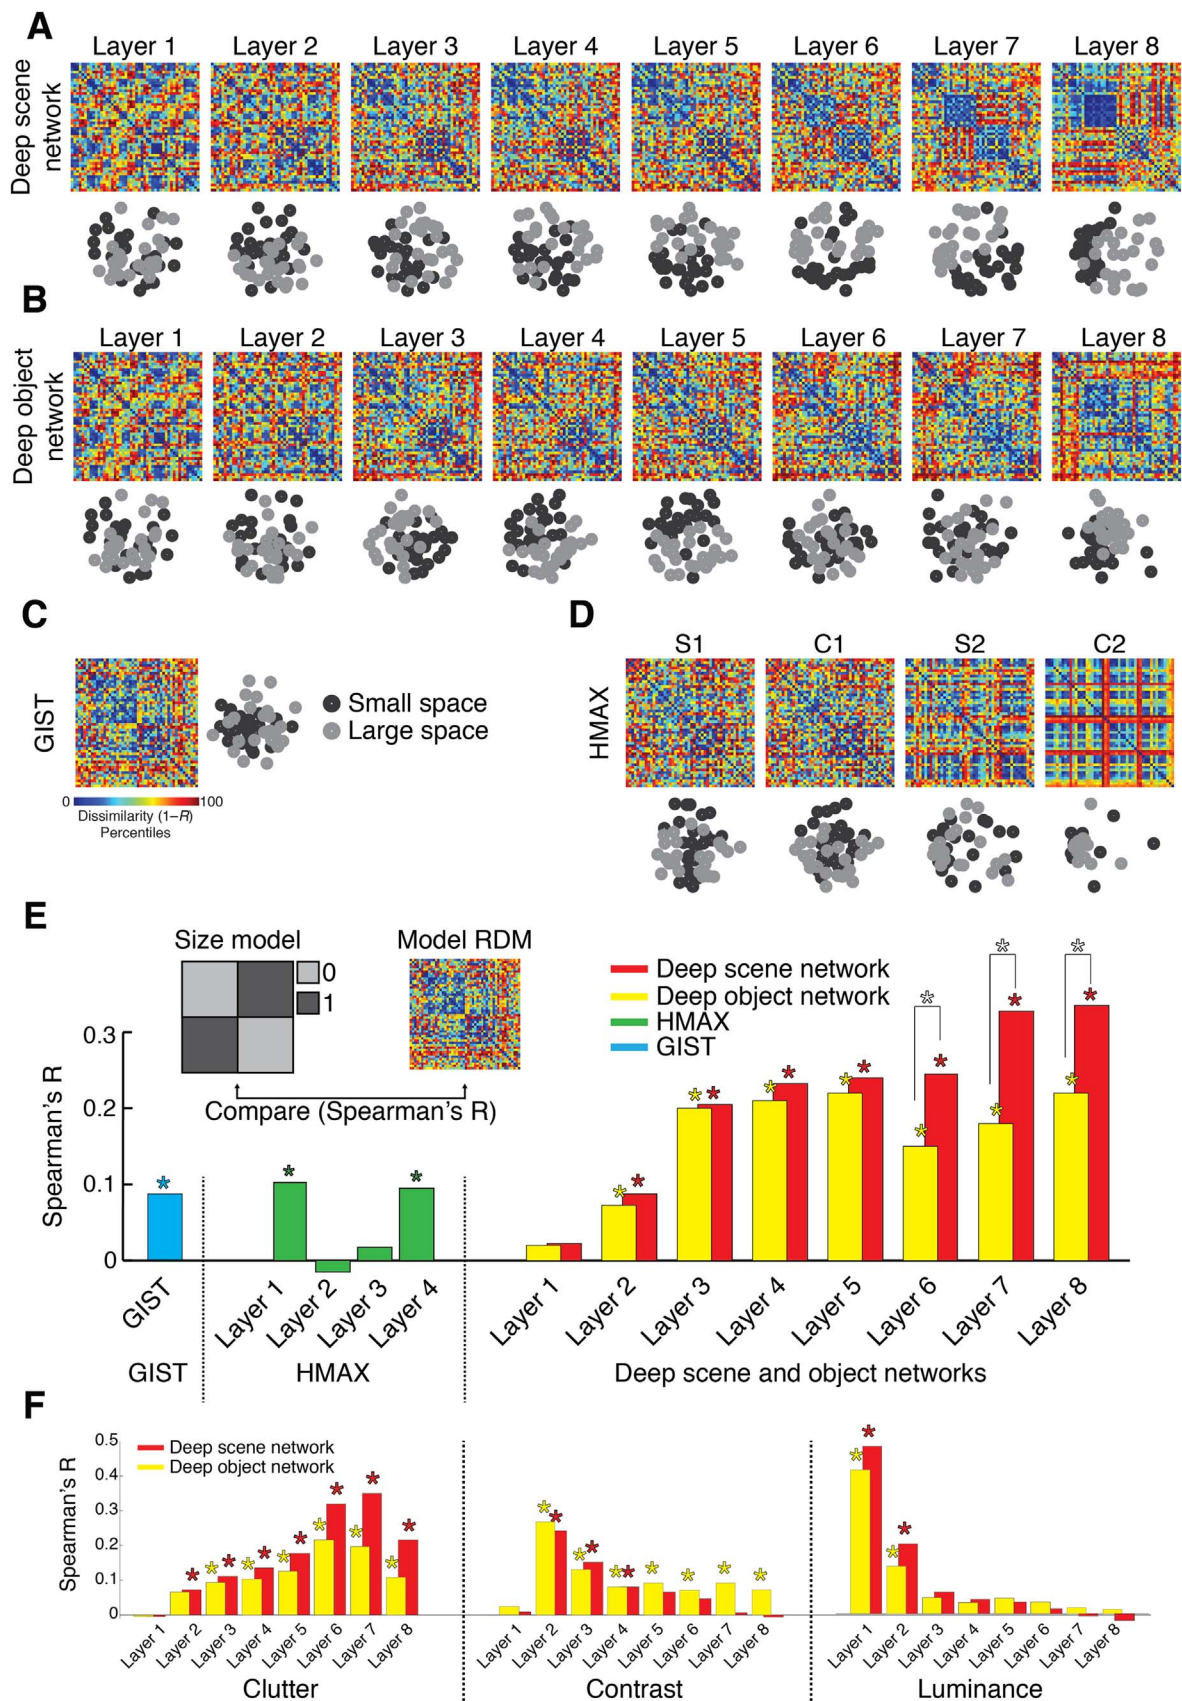 A
Layer 1 Layer 2 Layer 3 Layer 4 Layer 5 Layer 6 Layer 7 Layer 8
Deep scene
network
B
Layer 1 Layer 2 Layer 3 Layer 4 Layer 5 Layer 6 Layer 7 Layer 8
Deep object
network
C
GIST
Small space
Large space
0 100
Dissimilarity (1–R)
Percentiles
D
S1 C1 S2 C2
HMAX
E
Size model
0
1
Model RDM
Compare (Spearman's R)
Deep scene network
Deep object network
HMAX
GIST
Spearman's R
0.3
0.2
0.1
0
GIST Layer 1 Layer 2 Layer 3 Layer 4 Layer 1 Layer 2 Layer 3 Layer 4 Layer 5 Layer 6 Layer 7 Layer 8
GIST HMAX Deep scene and object networks
F
Deep scene network
Deep object network
Spearman's R
0.5
0.4
0.3
0.2
0.1
0
Layer 1 Layer 2 Layer 3 Layer 4 Layer 5 Layer 6 Layer 7 Layer 8 Layer 1 Layer 2 Layer 3 Layer 4 Layer 5 Layer 6 Layer 7 Layer 8 Layer 1 Layer 2 Layer 3 Layer 4 Layer 5 Layer 6 Layer 7 Layer 8
Clutter Contrast Luminance